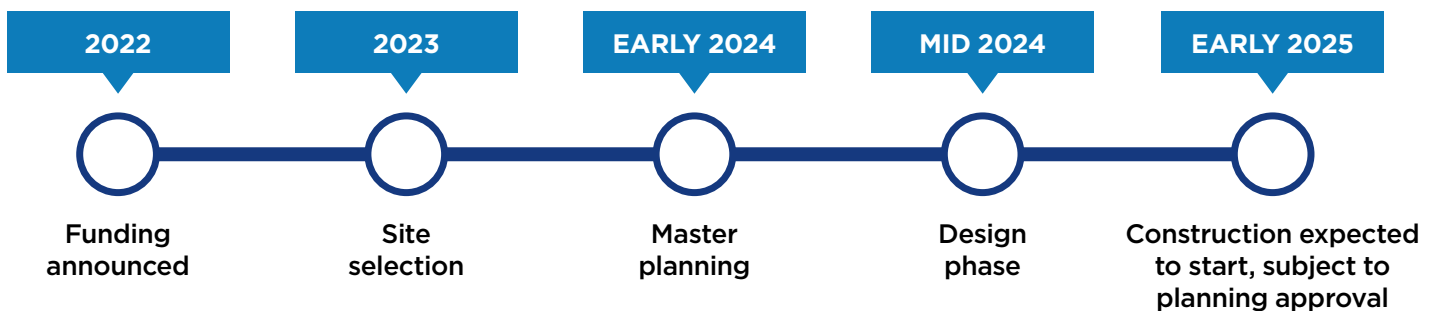 2022
2023
EARLY 2024
MID 2024
EARLY 2025
Funding
announced
Site
selection
Master
planning
Design
phase
Construction expected
to start, subject to
planning approval